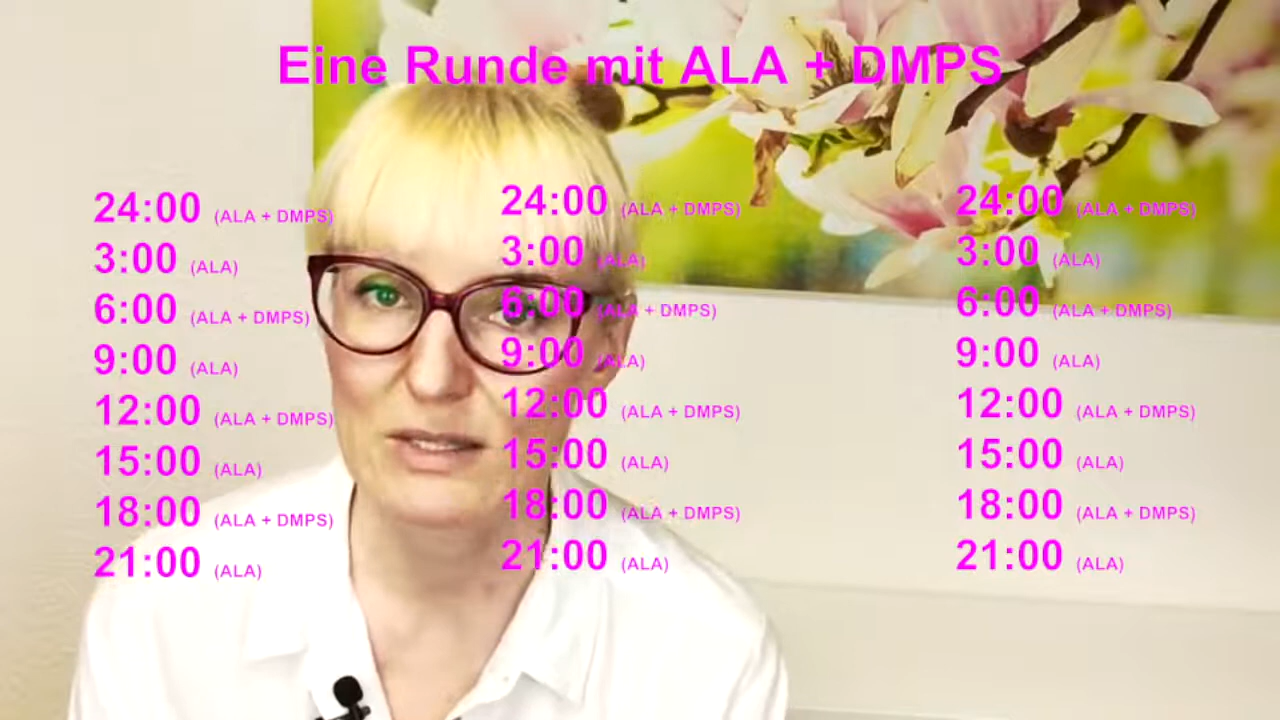 Eine Runde mit ALA + DMPS
24:00 (ALA + DMPS)
3:00 (ALA)
6:00 (ALA + DMPS)
9:00 (ALA)
12:00 (ALA + DMPS)
15:00 (ALA)
18:00 (ALA + DMPS)
21:00 (ALA)
24:00 (ALA + DMPS)
3:00 (ALA)
6:00 (ALA + DMPS)
9:00 (ALA)
12:00 (ALA + DMPS)
15:00 (ALA)
18:00 (ALA + DMPS)
21:00 (ALA)
24:00 (ALA + DMPS)
3:00 (ALA)
6:00 (ALA + DMPS)
9:00 (ALA)
12:00 (ALA + DMPS)
15:00 (ALA)
18:00 (ALA + DMPS)
21:00 (ALA)